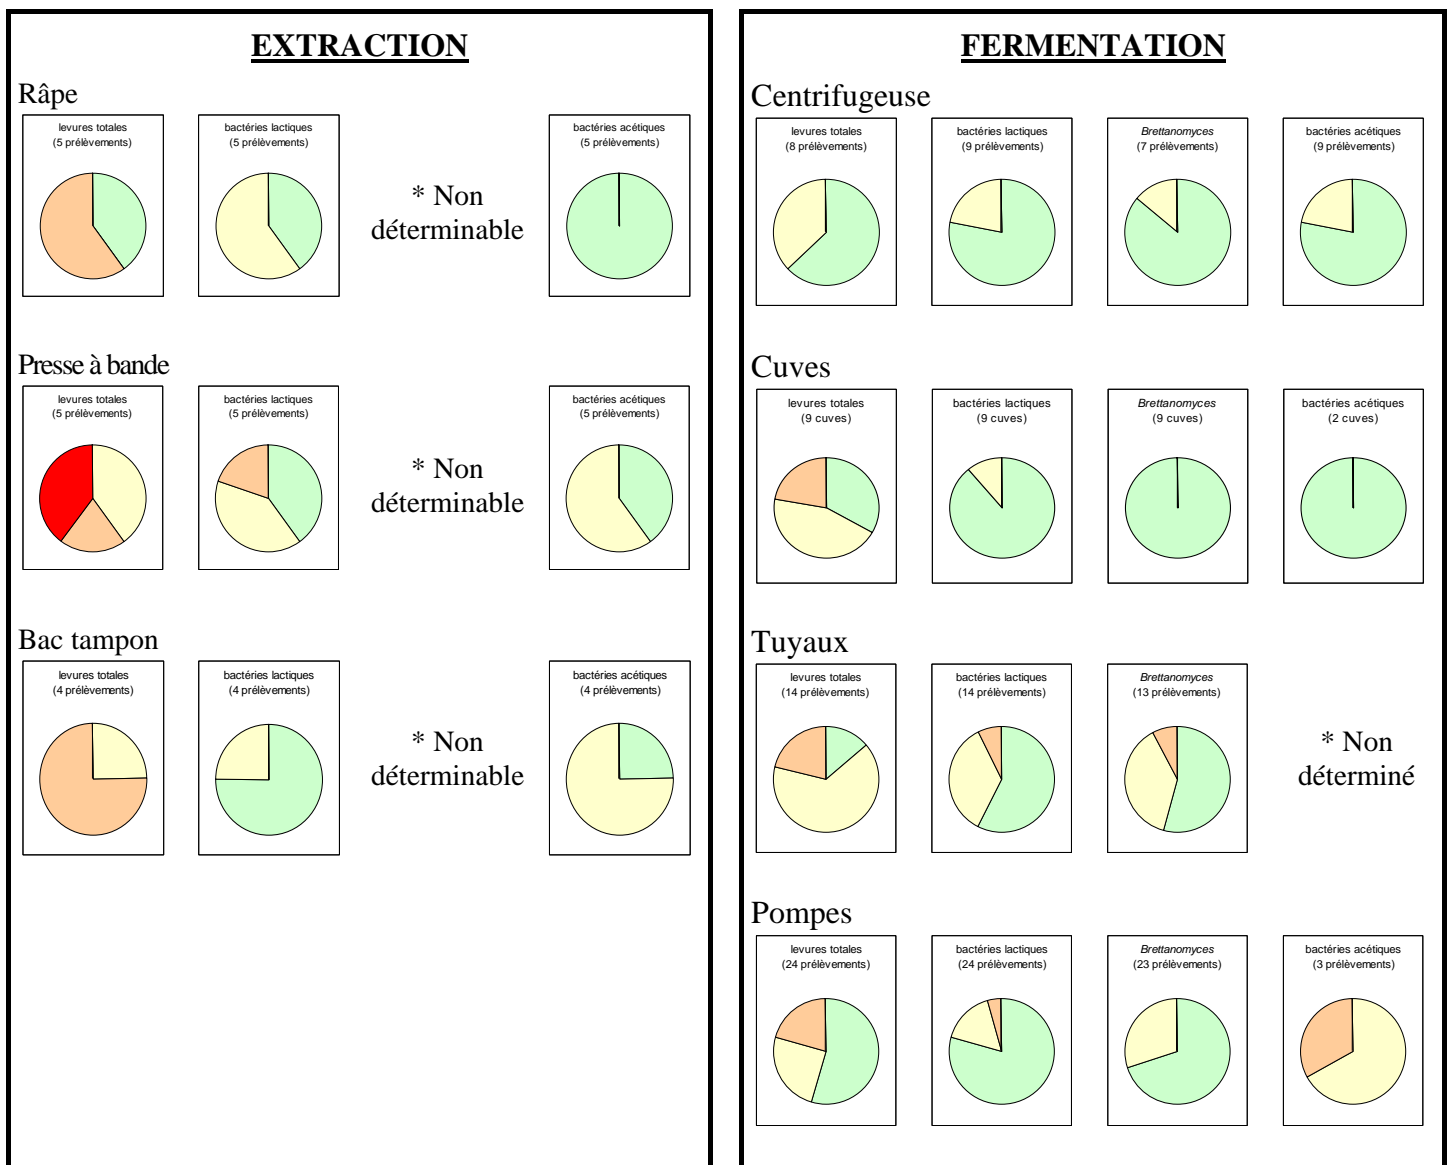 EXTRACTION
Râpe
levures totales
(5 prélèvements)
bactéries lactiques
(5 prélèvements)
* Non
déterminable
bactéries acétiques
(5 prélèvements)
Presse à bande
levures totales
(5 prélèvements)
bactéries lactiques
(5 prélèvements)
* Non
déterminable
bactéries acétiques
(5 prélèvements)
Bac tampon
levures totales
(4 prélèvements)
bactéries lactiques
(4 prélèvements)
* Non
déterminable
bactéries acétiques
(4 prélèvements)
FERMENTATION
Centrifugeuse
levures totales
(8 prélèvements)
bactéries lactiques
(9 prélèvements)
Brettanomyces
(7 prélèvements)
bactéries acétiques
(9 prélèvements)
Cuves
levures totales
(9 cuves)
bactéries lactiques
(9 cuves)
Brettanomyces
(9 cuves)
bactéries acétiques
(2 cuves)
Tuyaux
levures totales
(14 prélèvements)
bactéries lactiques
(14 prélèvements)
Brettanomyces
(13 prélèvements)
* Non
déterminé
Pompes
levures totales
(24 prélèvements)
bactéries lactiques
(24 prélèvements)
Brettanomyces
(23 prélèvements)
bactéries acétiques
(3 prélèvements)